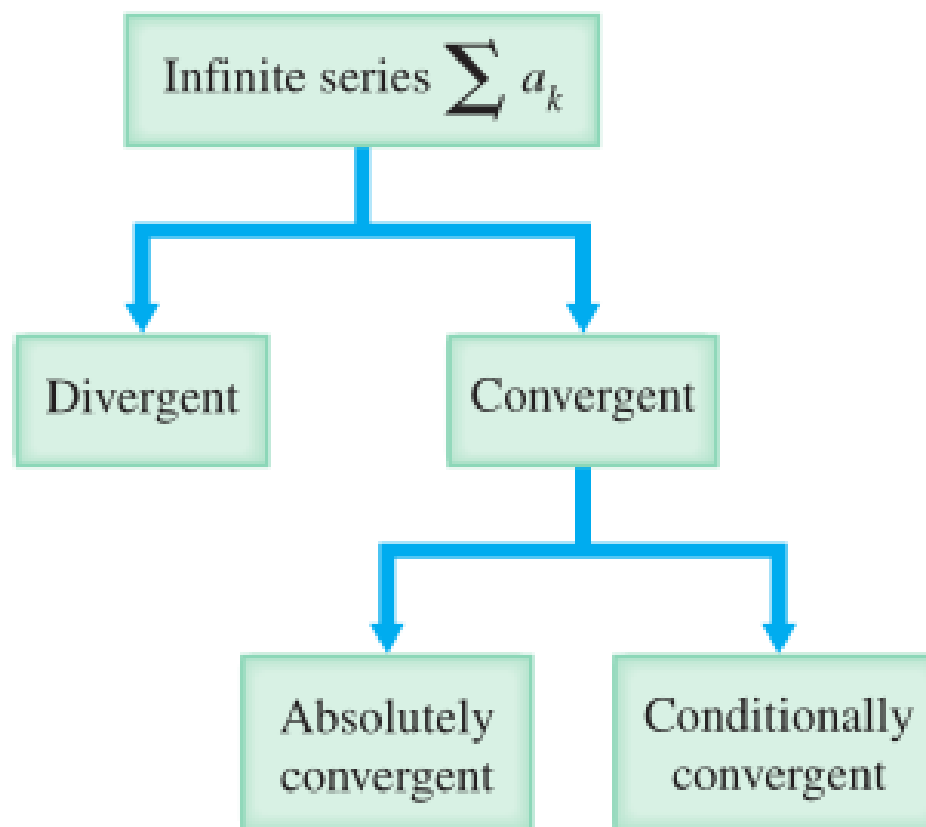 Infinite series ∑ a_k
Divergent
Convergent
Absolutely
convergent
Conditionally
convergent